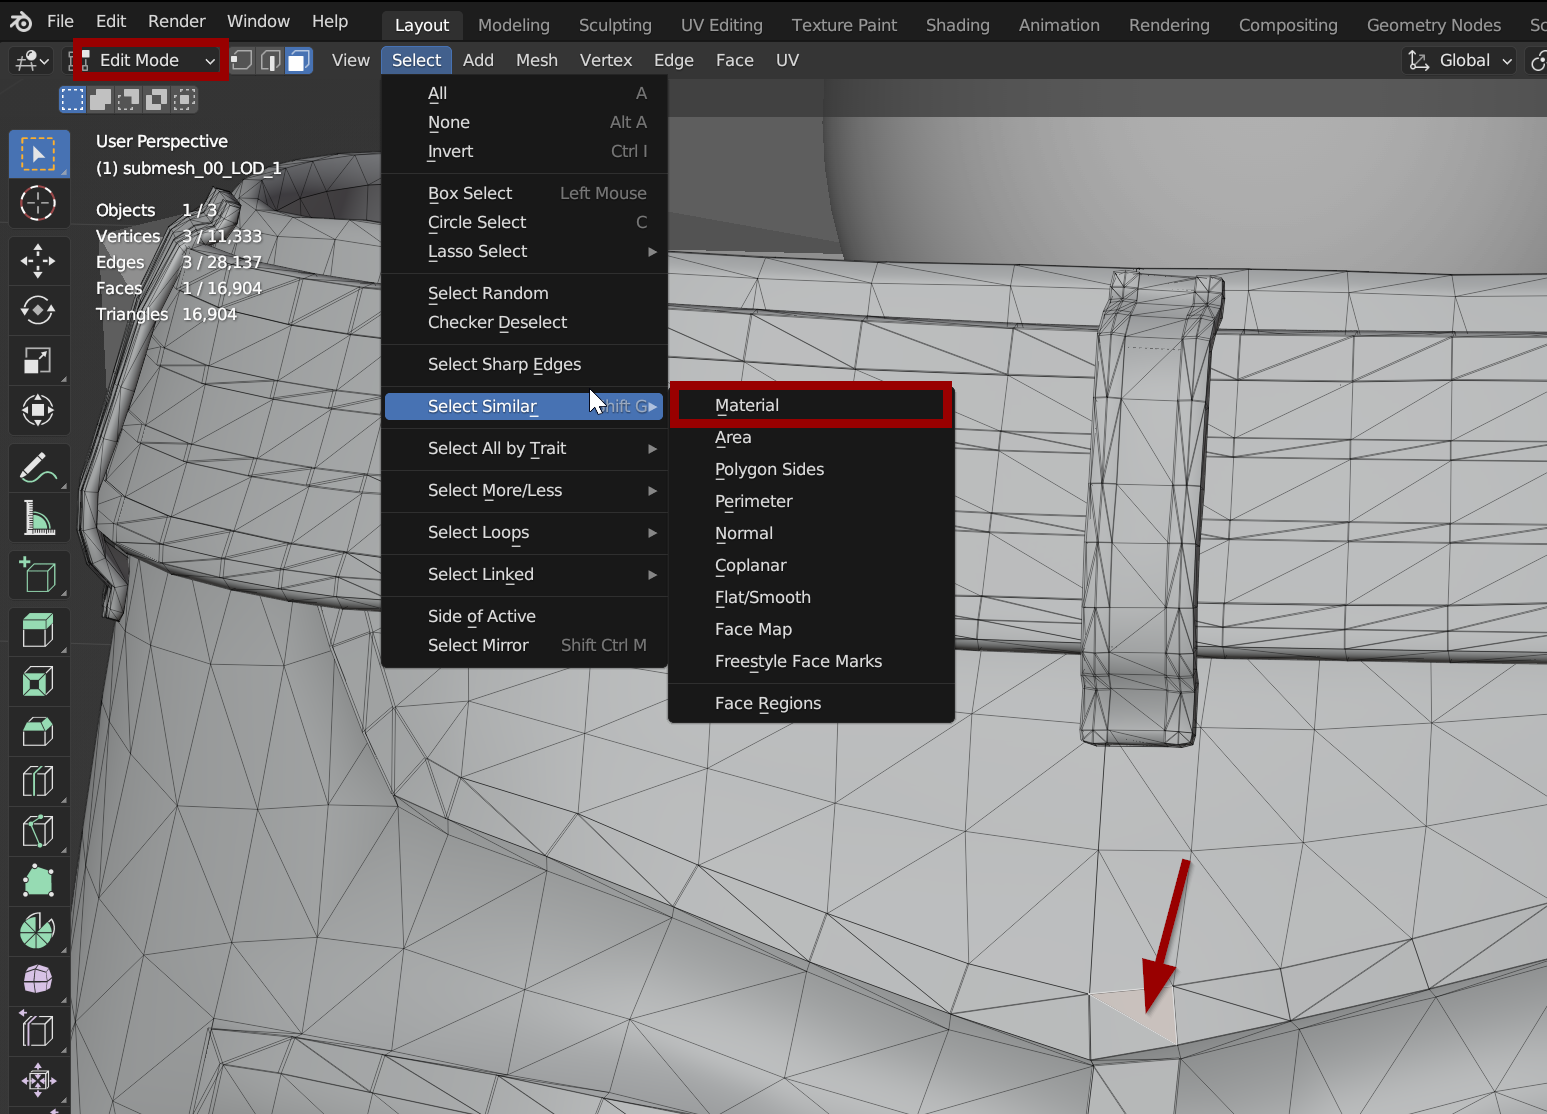 File Edit Render Window Help Layout Modeling Sculpting UV Editing Texture Paint Shading Animation Rendering Compositing Geometry Nodes Sc
Edit Mode View Select Add Mesh Vertex Edge Face UV Global
User Perspective
(1) submesh_00_LOD_1
Objects 1 / 3
Vertices 3 / 11,333
Edges 3 / 28,137
Faces 1 / 16,904
Triangles 16,904
All A
None Alt A
Invert Ctrl I
Box Select Left Mouse
Circle Select C
Lasso Select
Select Random
Checker Deselect
Select Sharp Edges
Select Similar hift G
Select All by Trait
Select More/Less
Select Loops
Select Linked
Side of Active
Select Mirror Shift Ctrl M
Material
Area
Polygon Sides
Perimeter
Normal
Coplanar
Flat/Smooth
Face Map
Freestyle Face Marks
Face Regions